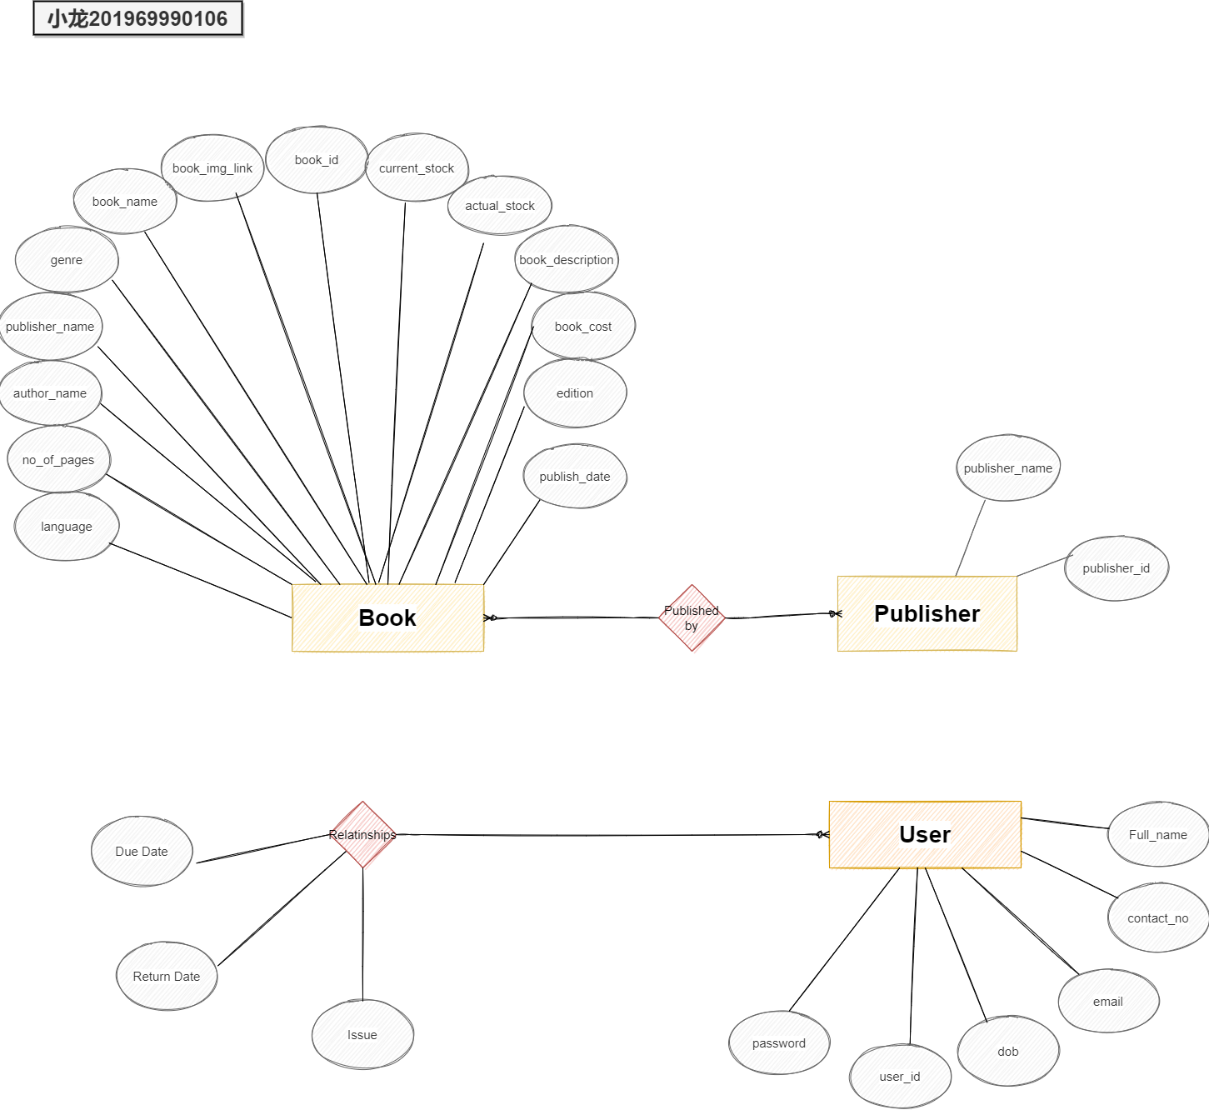 小龙201969990106
book_id
book_img_link
current_stock
book_name
actual_stock
genre
book_description
publisher_name
book_cost
author_name
edition
no_of_pages
publish_date
language
publisher_name
publisher_id
Book
Published
by
Publisher
Relatinships
User
Full_name
Due Date
contact_no
Return Date
email
Issue
password
dob
user_id